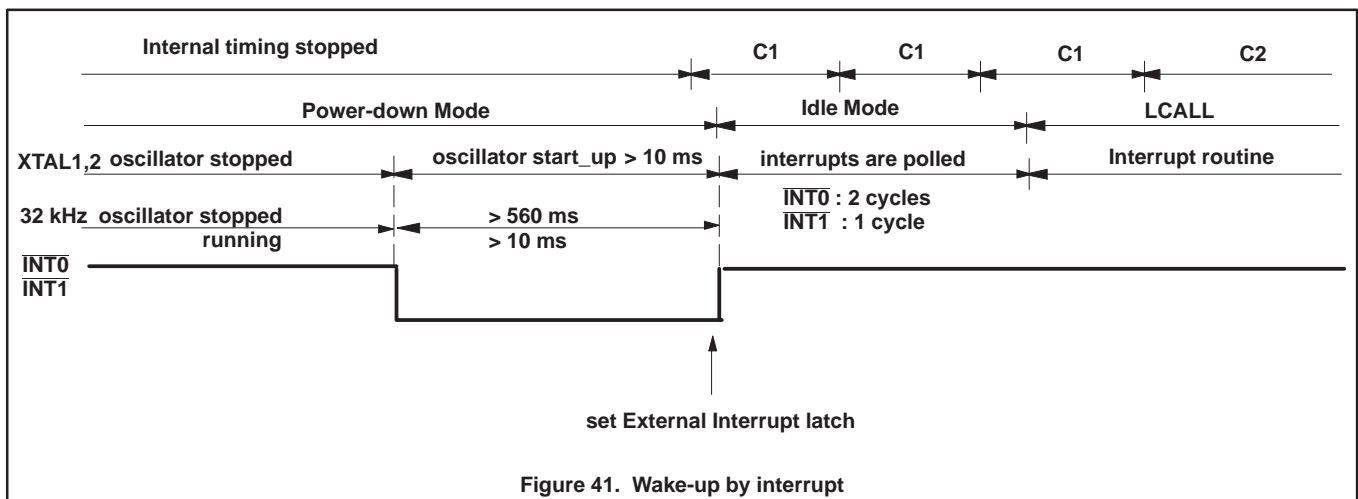 Internal timing stopped C1 C1 C1 C2
Power-down Mode Idle Mode LCALL
XTAL1,2 oscillator stopped oscillator start_up > 10 ms interrupts are polled Interrupt routine
INT0 : 2 cycles
32 kHz oscillator stopped > 560 ms INT1 : 1 cycle
running > 10 ms
INT0
INT1
set External Interrupt latch
Figure 41. Wake-up by interrupt